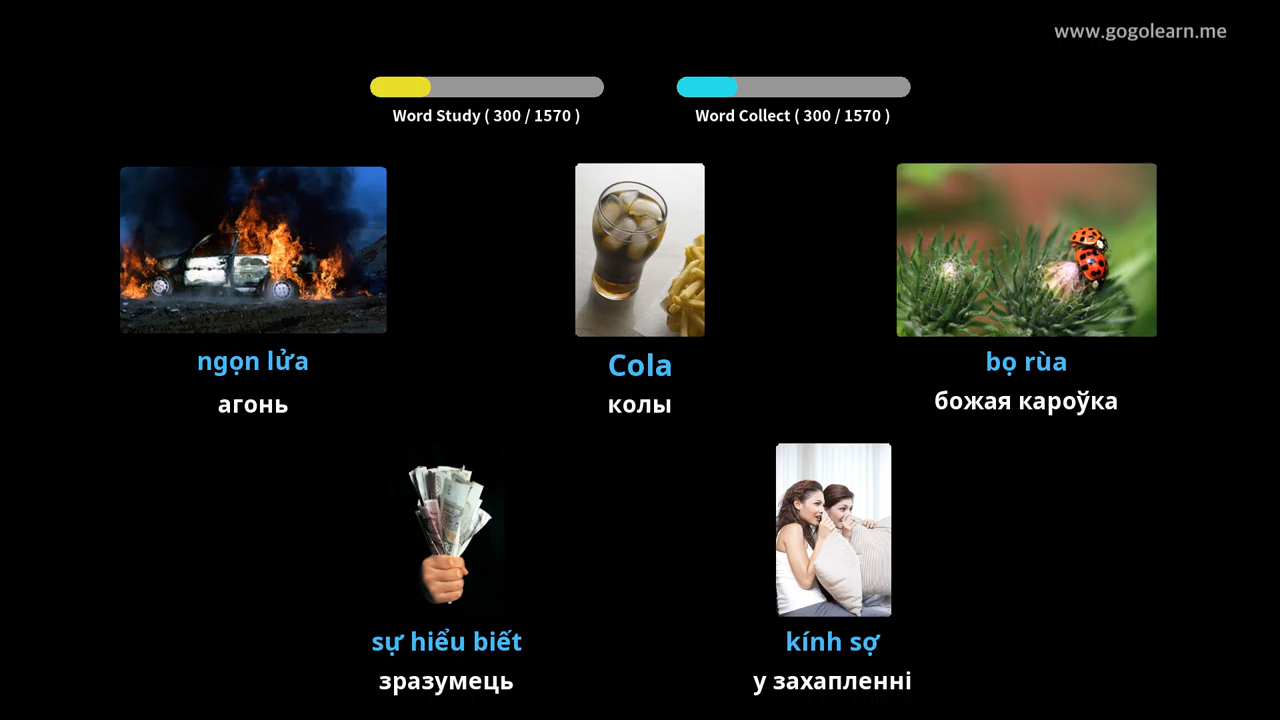 www.gogolearn.me
Word Study ( 300 / 1570 )
Word Collect ( 300 / 1570 )
ngọn lửa
агонь
Cola
колы
bọ rùa
божая кароўка
sự hiểu biết
зразумець
kính sợ
у захапленні